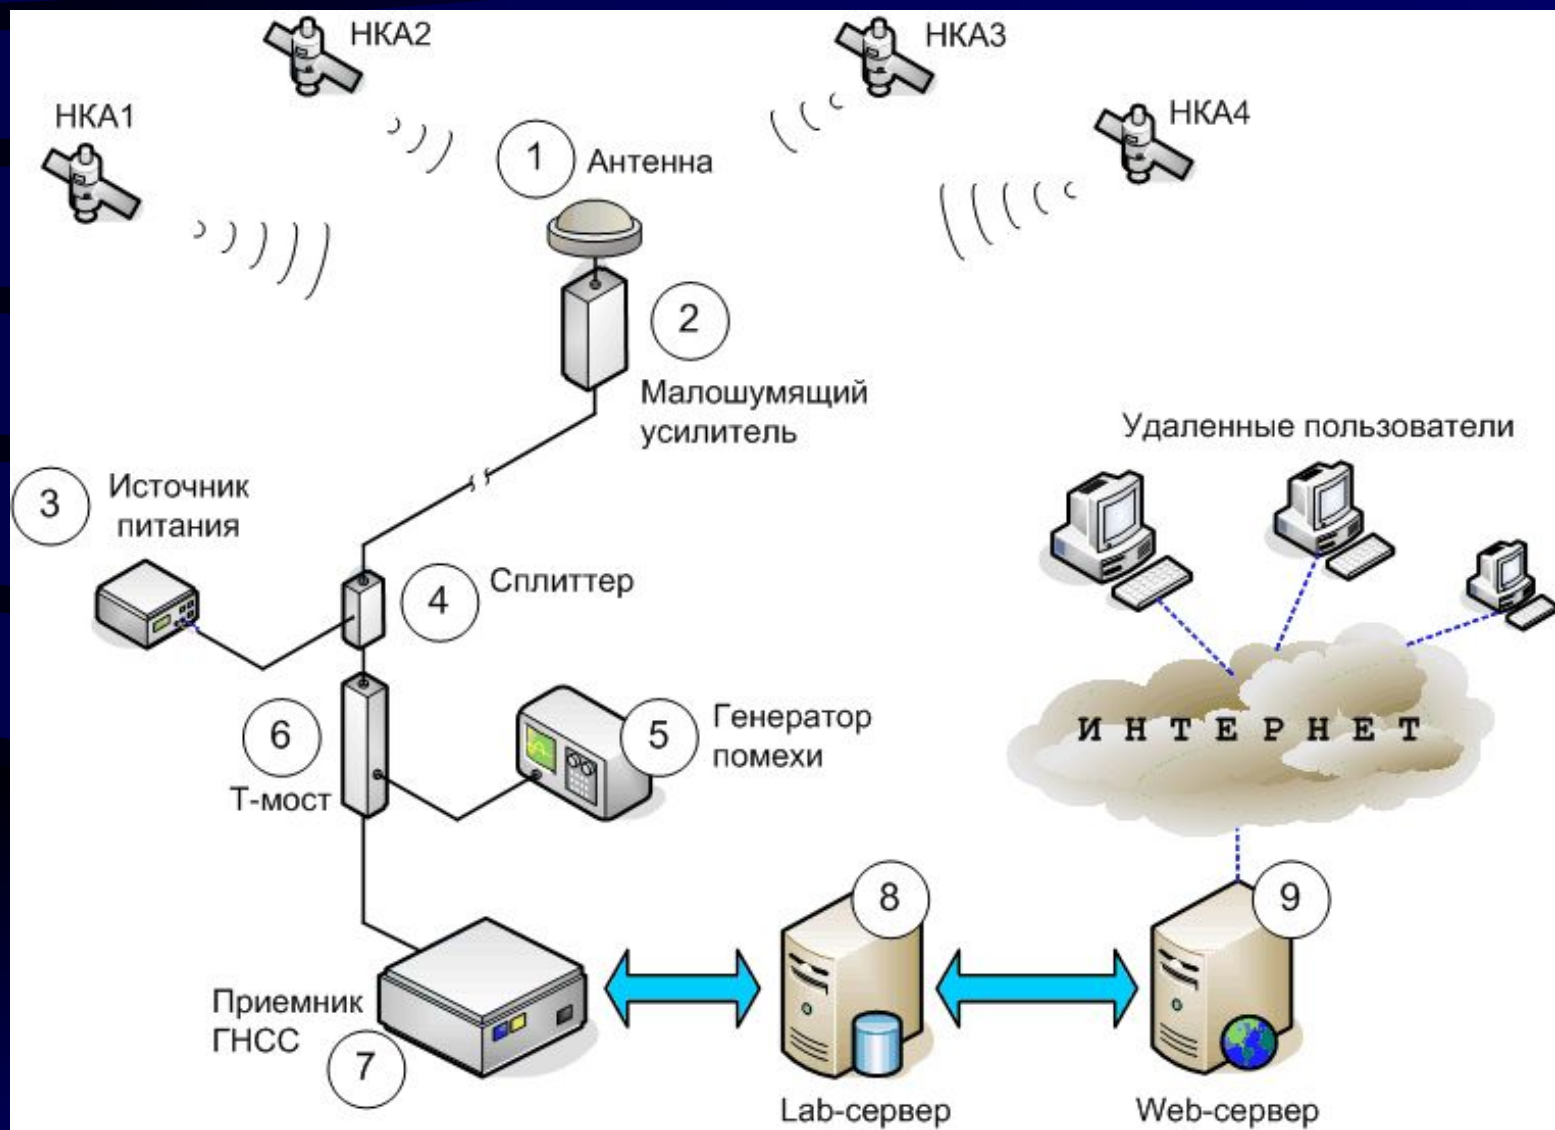 НКА2
НКА3
НКА1
НКА4
1
Антенна
2
Малошумящий
усилитель
Удаленные пользователи
3
Источник
питания
4
Сплиттер
ИНТЕРНЕТ
6
Т-мост
5
Генератор
помехи
8
9
Приемник
ГНСС
7
Lab-сервер
Web-сервер